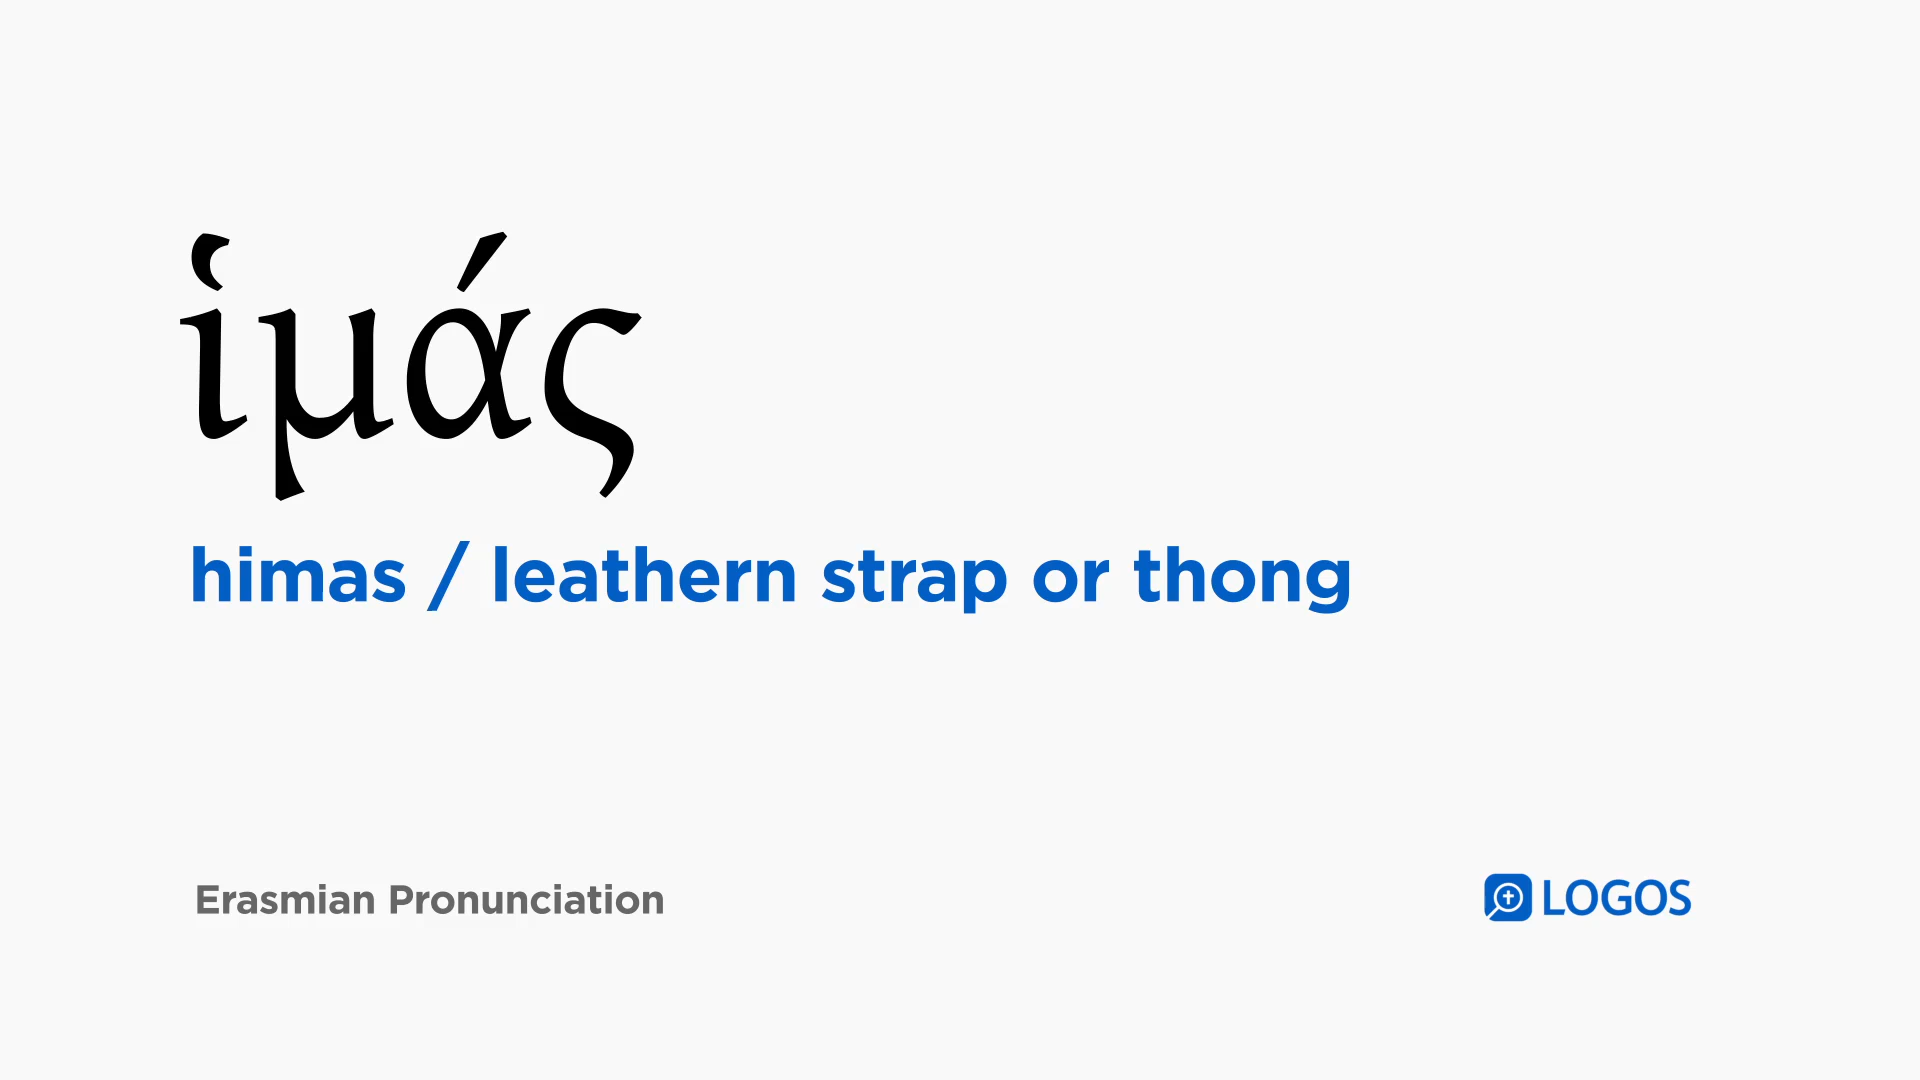 ἱμάς
himas / leathern strap or thong
Erasmian Pronunciation
LOGOS